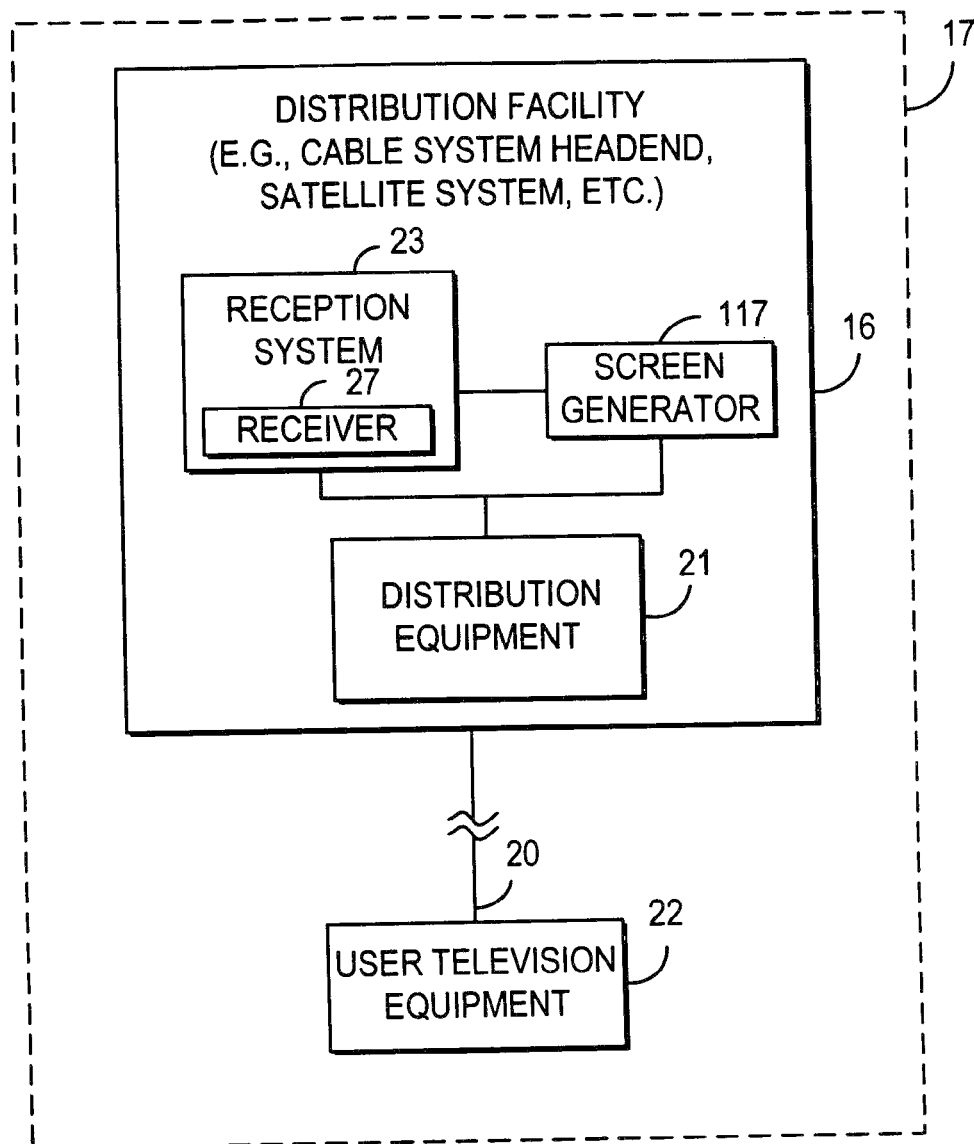 17
DISTRIBUTION FACILITY
(E.G., CABLE SYSTEM HEADEND,
SATELLITE SYSTEM, ETC.)
23
RECEPTION
SYSTEM
27
RECEIVER
117
SCREEN
GENERATOR
16
DISTRIBUTION
EQUIPMENT
21
20
USER TELEVISION
EQUIPMENT
22